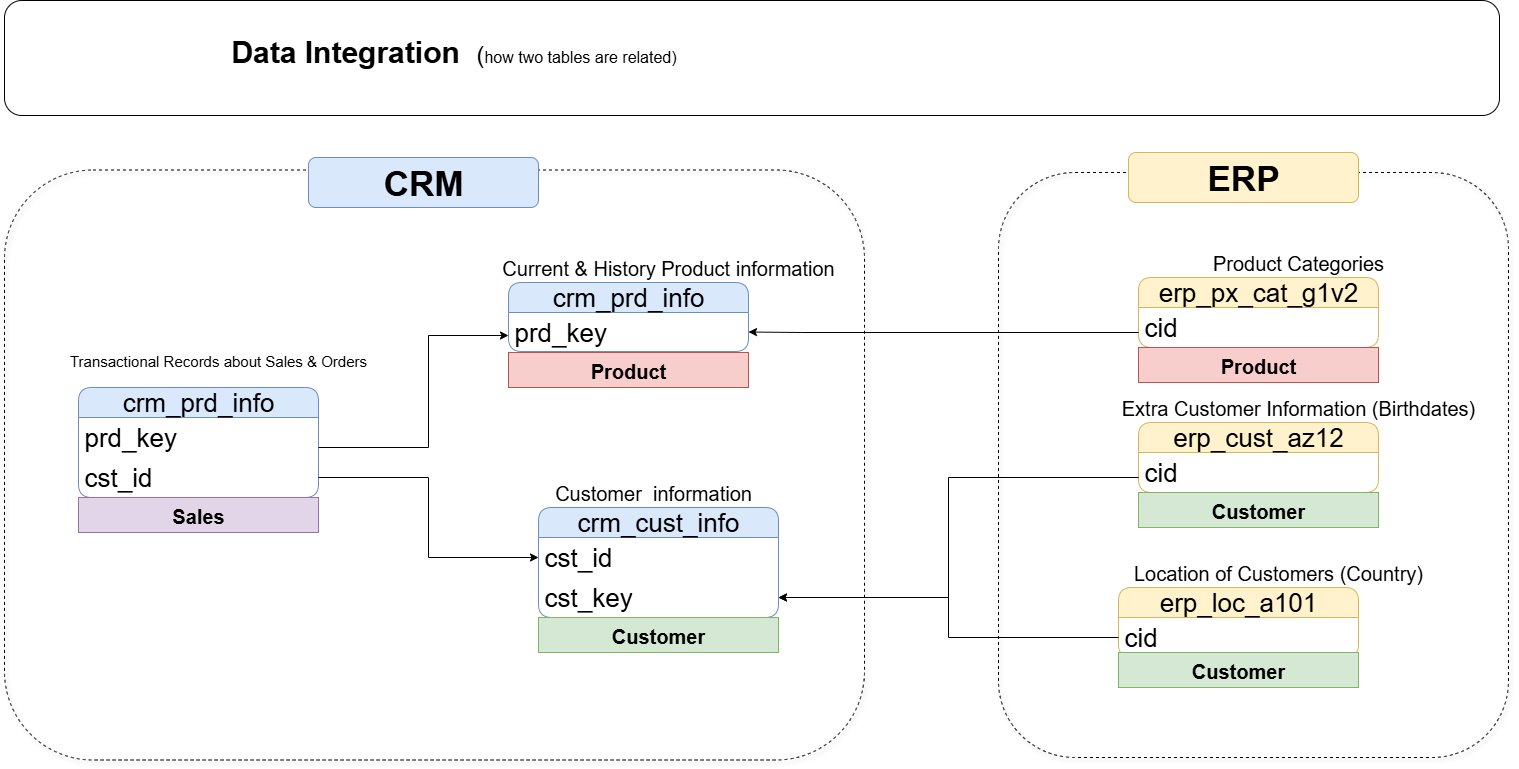 Data Integration (how two tables are related)
CRM
ERP
Current & History Product information
crm_prd_info
prd_key
Product
Transactional Records about Sales & Orders
crm_prd_info
prd_key
cst_id
Sales
Customer information
crm_cust_info
cst_id
cst_key
Customer
Product Categories
erp_px_cat_g1v2
cid
Product
Extra Customer Information (Birthdates)
erp_cust_az12
cid
Customer
Location of Customers (Country)
erp_loc_a101
cid
Customer